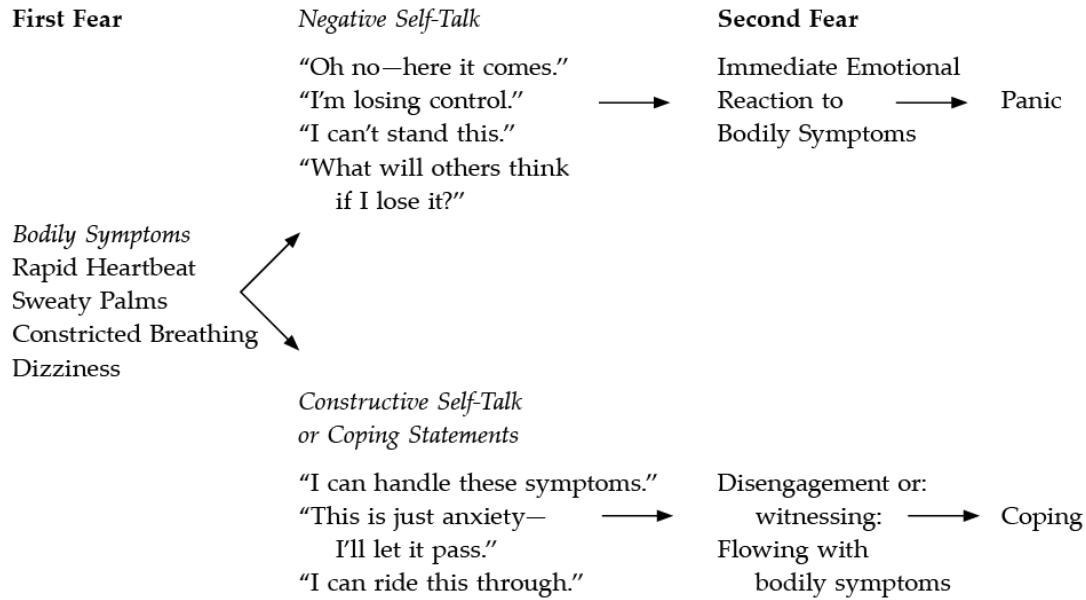 First Fear
Negative Self-Talk
Second Fear
“Oh no—here it comes.”
“I’m losing control.”
“I can’t stand this.”
“What will others think
if I lose it?”
Immediate Emotional
Reaction to
Bodily Symptoms
Panic
Bodily Symptoms
Rapid Heartbeat
Sweaty Palms
Constricted Breathing
Dizziness
Constructive Self-Talk
or Coping Statements
“I can handle these symptoms.”
“This is just anxiety—
I’ll let it pass.”
“I can ride this through.”
Disengagement or:
witnessing:
Flowing with
bodily symptoms
Coping